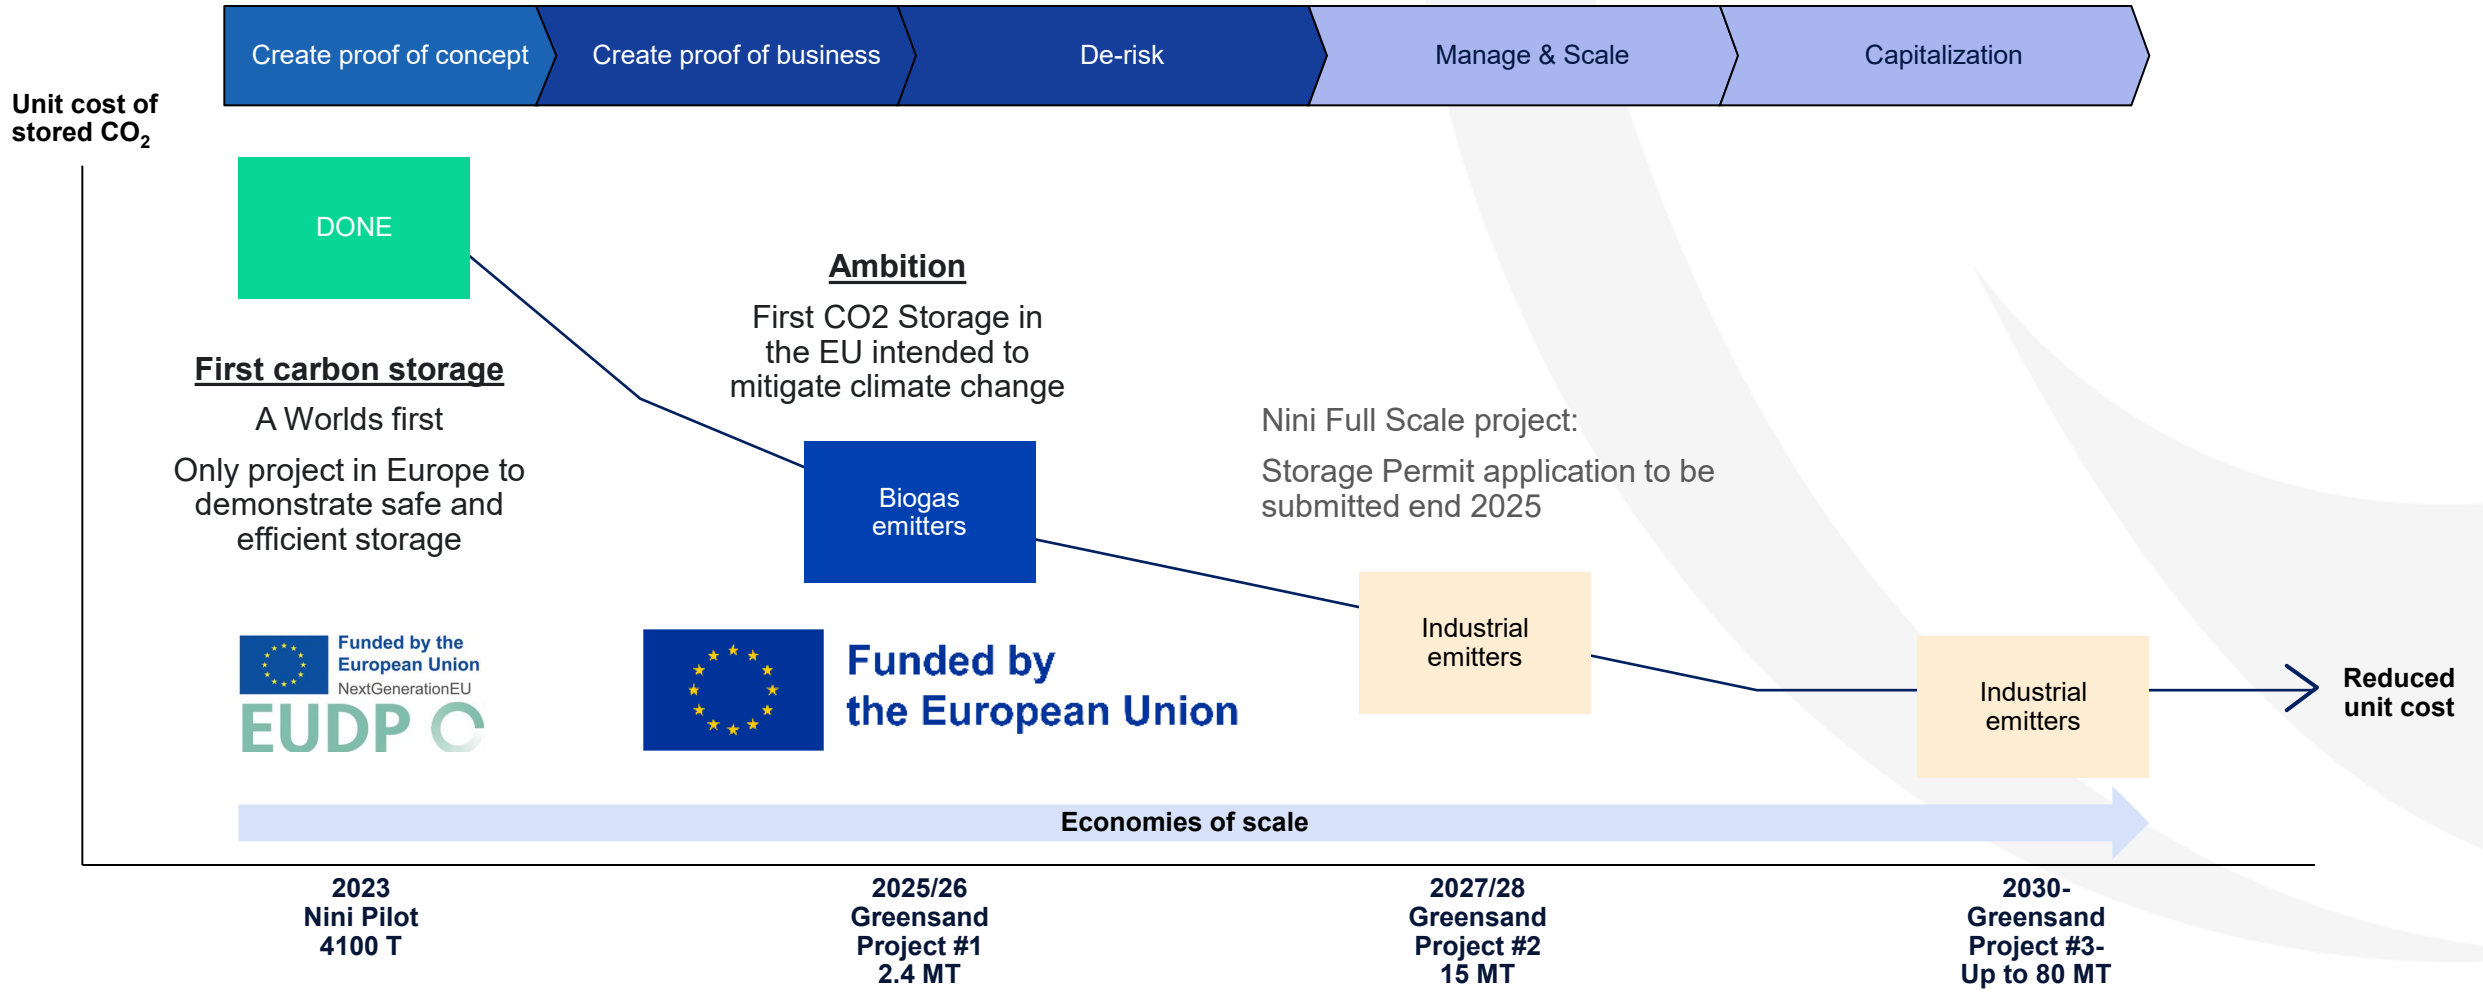 Create proof of concept
Create proof of business
De-risk
Manage & Scale
Capitalization
Unit cost of
stored CO₂
DONE
First carbon storage
A Worlds first
Only project in Europe to
demonstrate safe and
efficient storage
Ambition
First CO2 Storage in
the EU intended to
mitigate climate change
Biogas
emitters
Nini Full Scale project:
Storage Permit application to be
submitted end 2025
Industrial
emitters
Industrial
emitters
Reduced
unit cost
Funded by the
European Union
NextGenerationEU
EUDP
Funded by
the European Union
Economies of scale
2023
Nini Pilot
4100 T
2025/26
Greensand
Project #1
2.4 MT
2027/28
Greensand
Project #2
15 MT
2030-
Greensand
Project #3-
Up to 80 MT